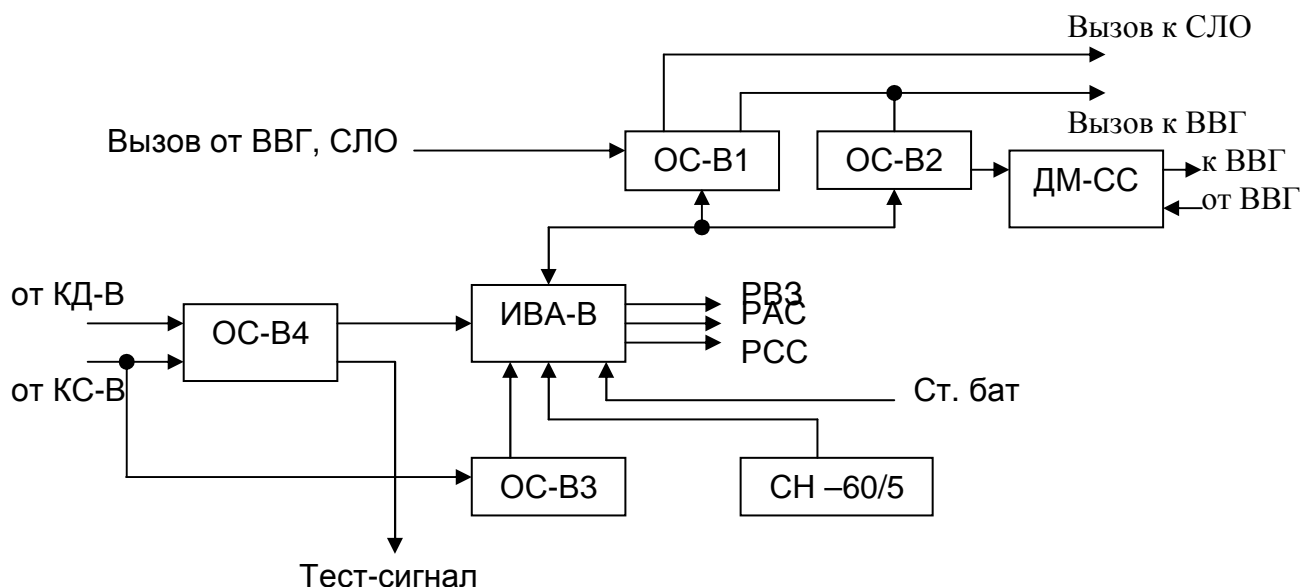 Вызов к СЛО
Вызов от ВВГ, СЛО
Вызов к ВВГ
ОС-В1
ОС-В2
ДМ-СС
к ВВГ
от ВВГ
от КД-В
ОС-В4
ИВА-В
РВЗ
РАС
РСС
от КС-В
Ст. бат
ОС-В3
СН –60/5
Тест-сигнал